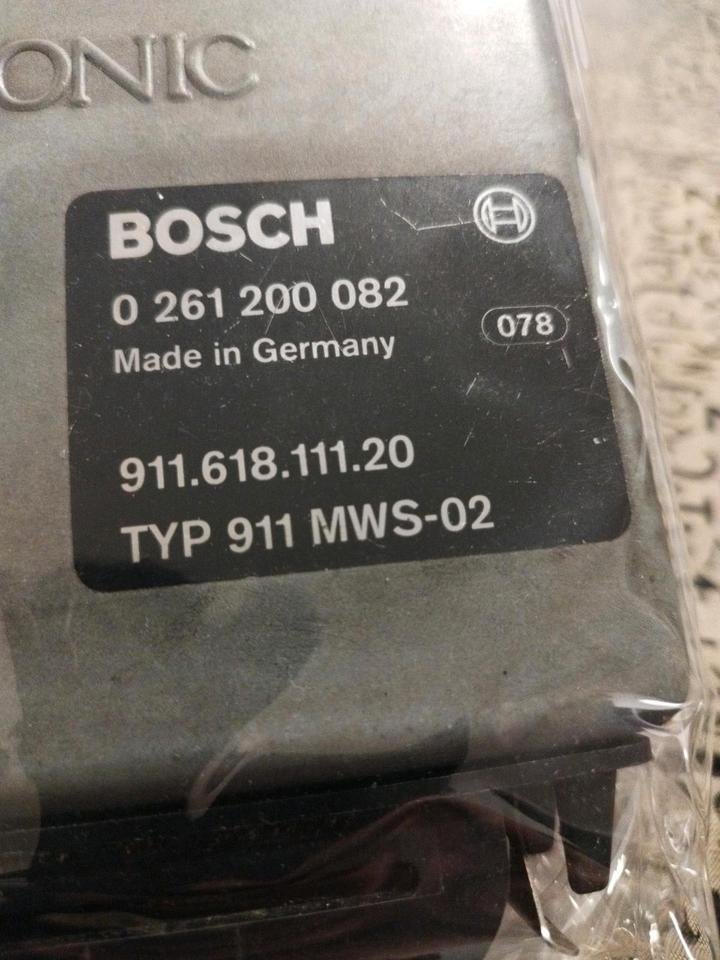 ONIC
BOSCH
0 261 200 082
Made in Germany
078
911.618.111.20
TYP 911 MWS-02